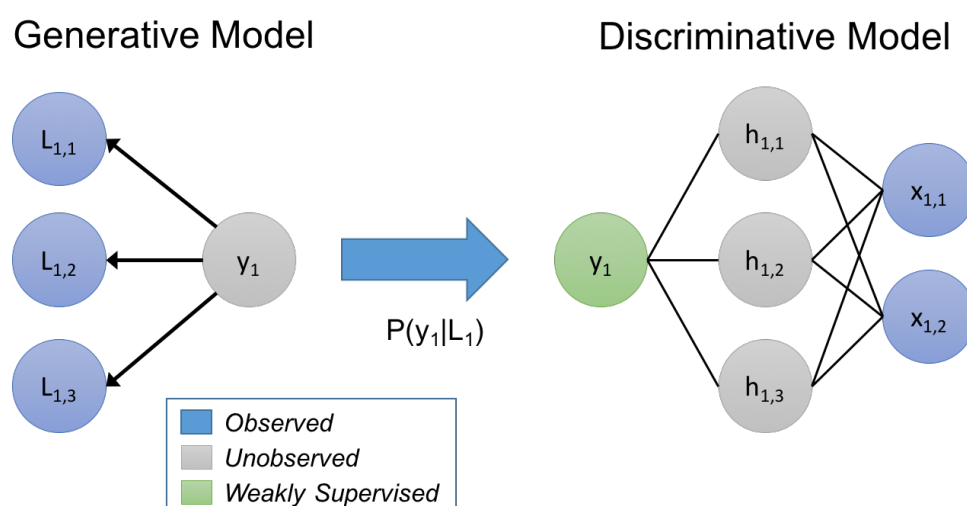 Generative Model
Discriminative Model
L1,1
L1,2
L1,3
y1
P(y1|L1)
y1
h1,1
h1,2
h1,3
x1,1
x1,2
Observed
Unobserved
Weakly Supervised